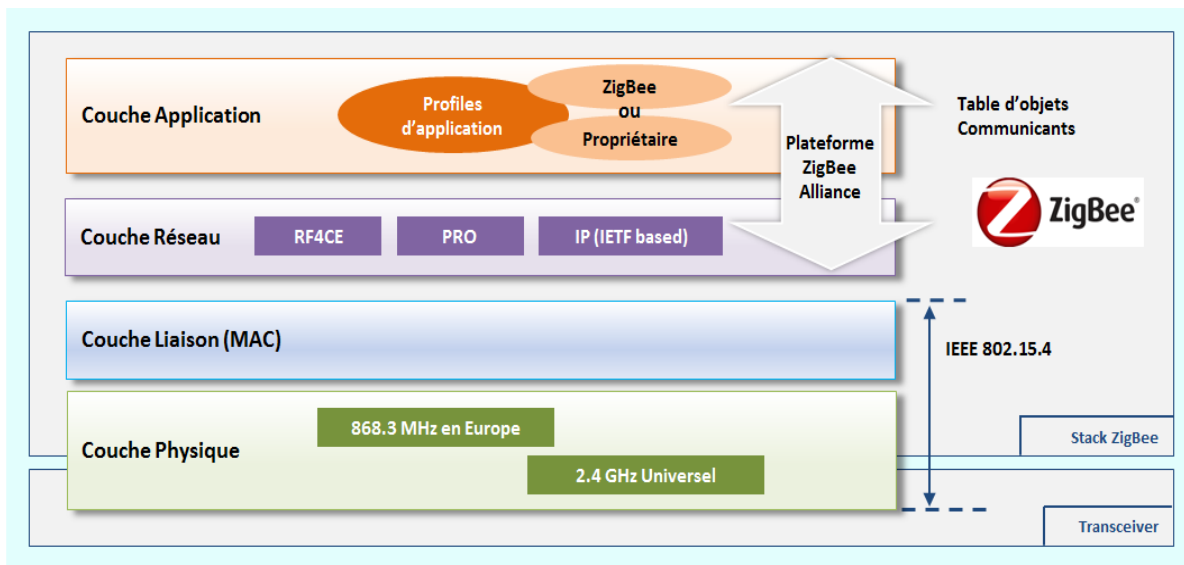 Couche Application
Profiles
d'application
ZigBee
ou
Propriétaire
Plateforme
ZigBee
Alliance
Table d'objets
Communicants
ZigBee®
Couche Réseau
RF4CE
PRO
IP (IETF based)
Couche Liaison (MAC)
IEEE 802.15.4
Couche Physique
868.3 MHz en Europe
2.4 GHz Universel
Stack ZigBee
Transceiver